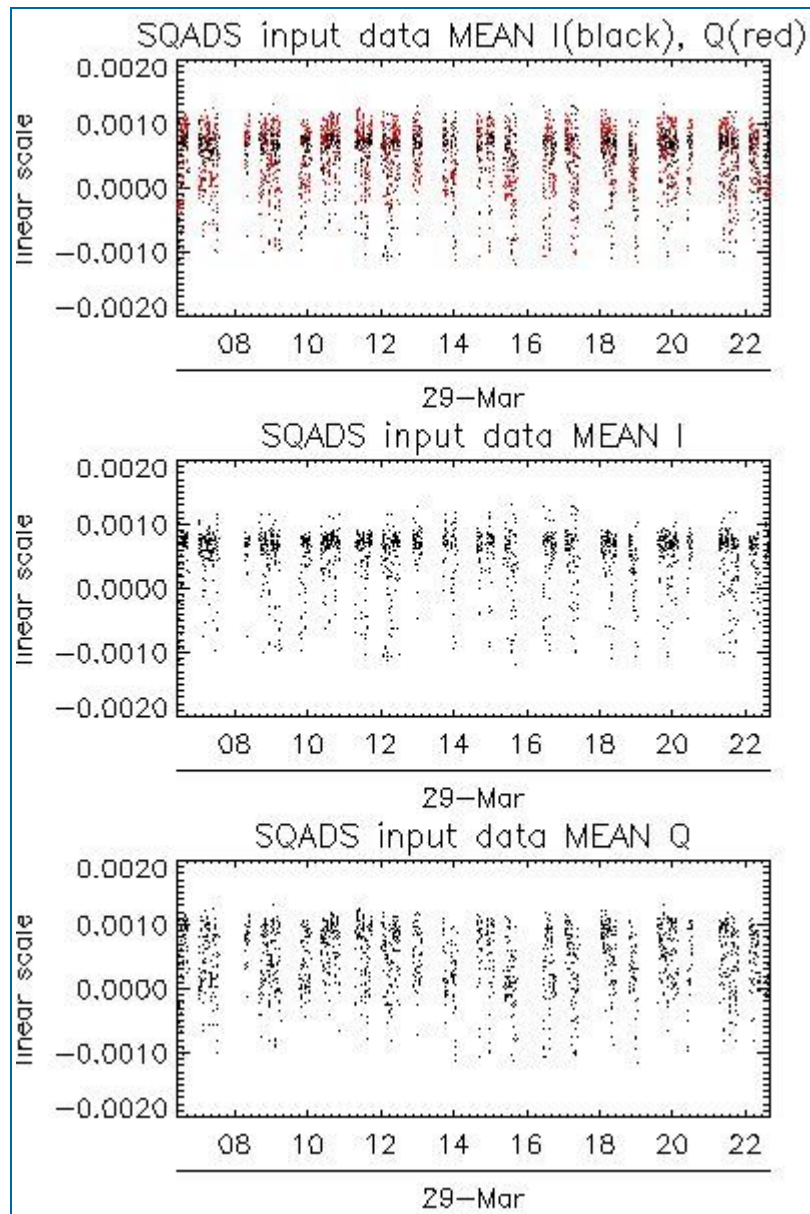 SQADS input data MEAN I(black), Q(red)
0.0020
0.0010
0.0000
−0.0010
−0.0020
linear scale
08 10 12 14 16 18 20 22
29−Mar
SQADS input data MEAN I
0.0020
0.0010
0.0000
−0.0010
−0.0020
linear scale
08 10 12 14 16 18 20 22
29−Mar
SQADS input data MEAN Q
0.0020
0.0010
0.0000
−0.0010
−0.0020
linear scale
08 10 12 14 16 18 20 22
29−Mar